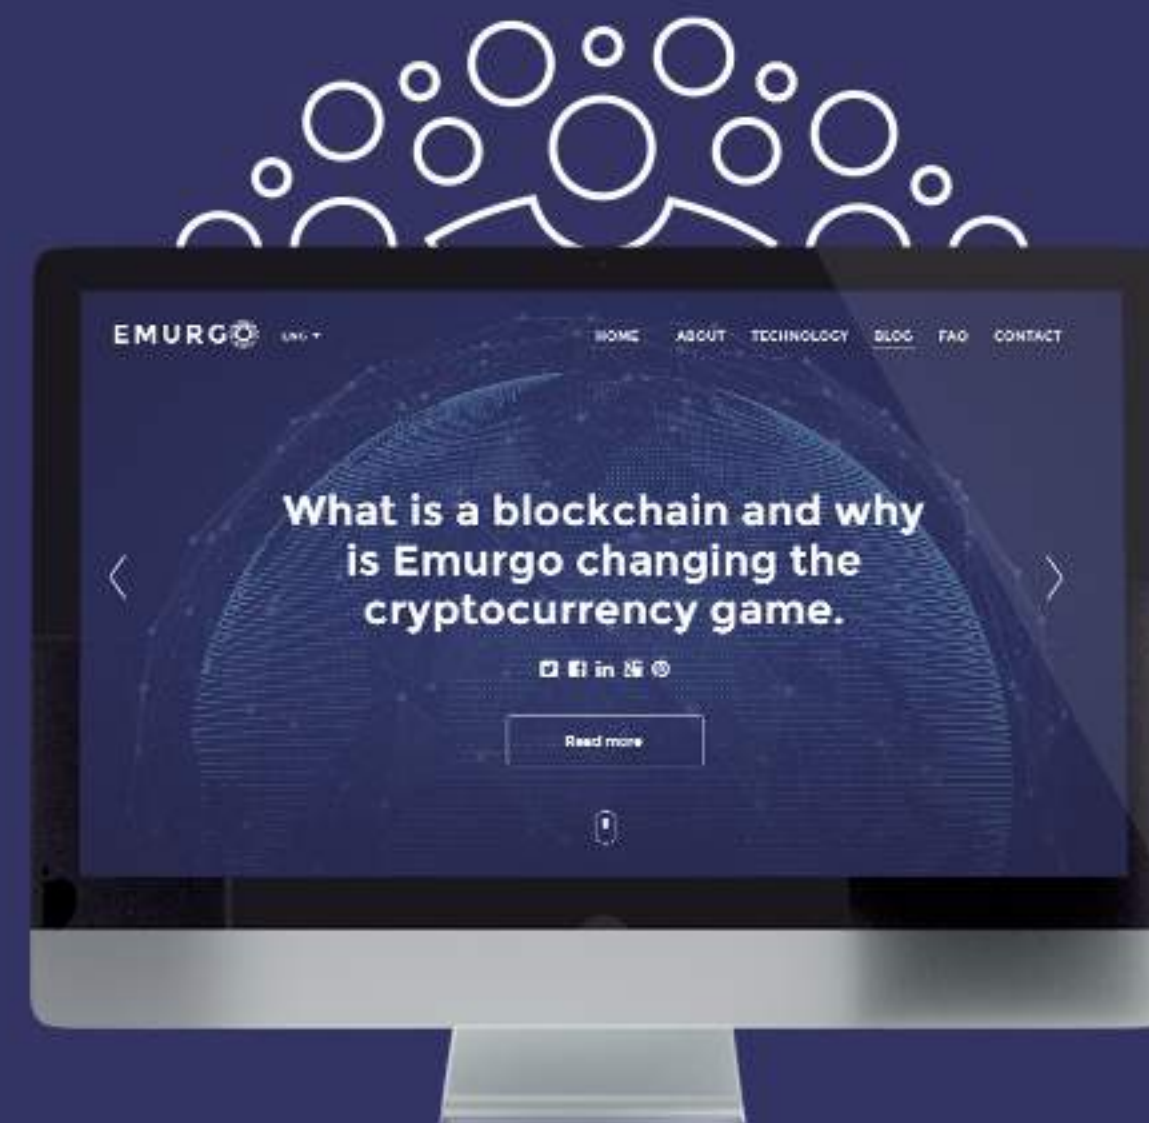 EMURGO ENG
HOME ABOUT TECHNOLOGY BLOG FAQ CONTACT
What is a blockchain and why
is Emurgo changing the
cryptocurrency game.
Read more